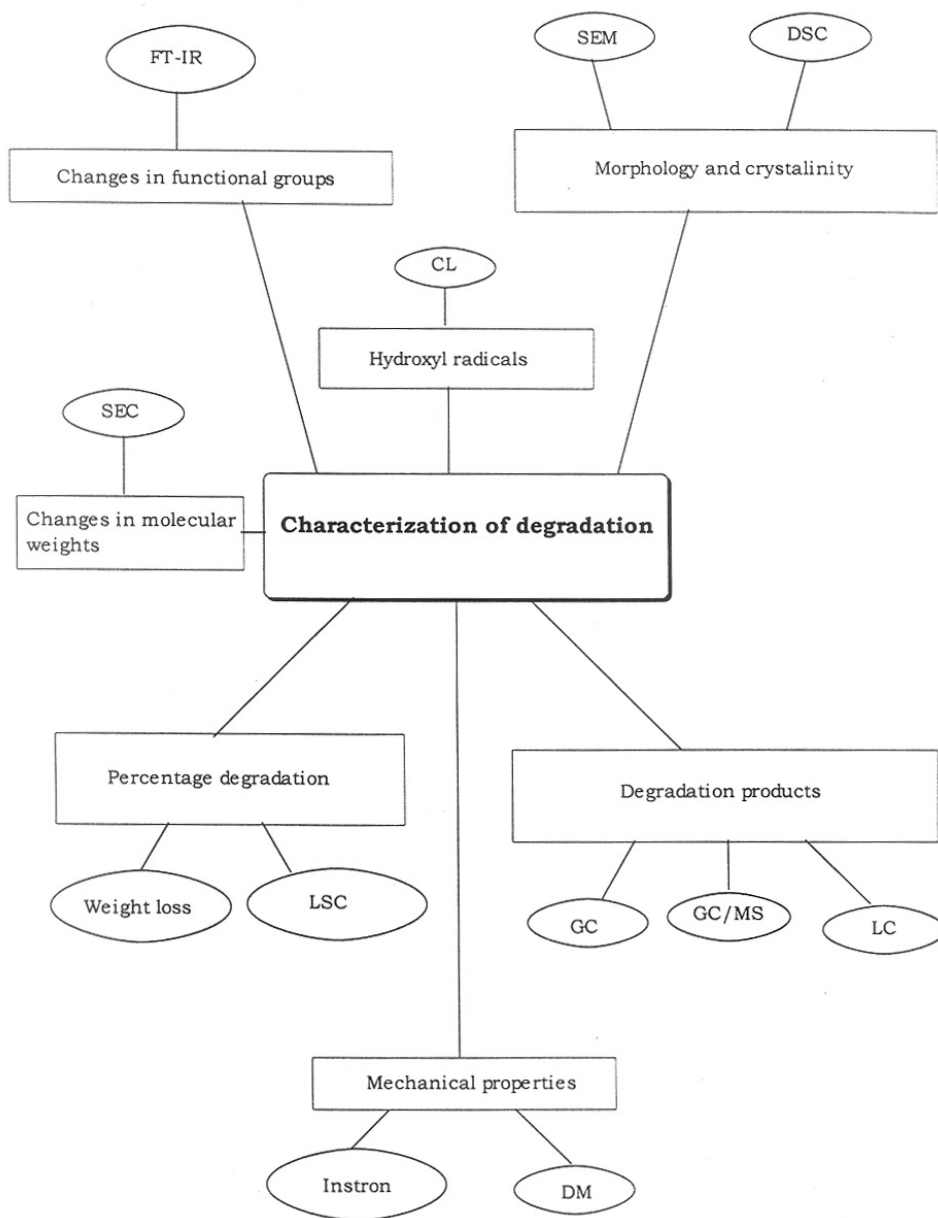 FT-IR
SEM
DSC
Changes in functional groups
Morphology and crystalinity
CL
Hydroxyl radicals
SEC
Changes in molecular
weights
Characterization of degradation
Percentage degradation
Degradation products
Weight loss
LSC
GC
GC/MS
LC
Mechanical properties
Instron
DM